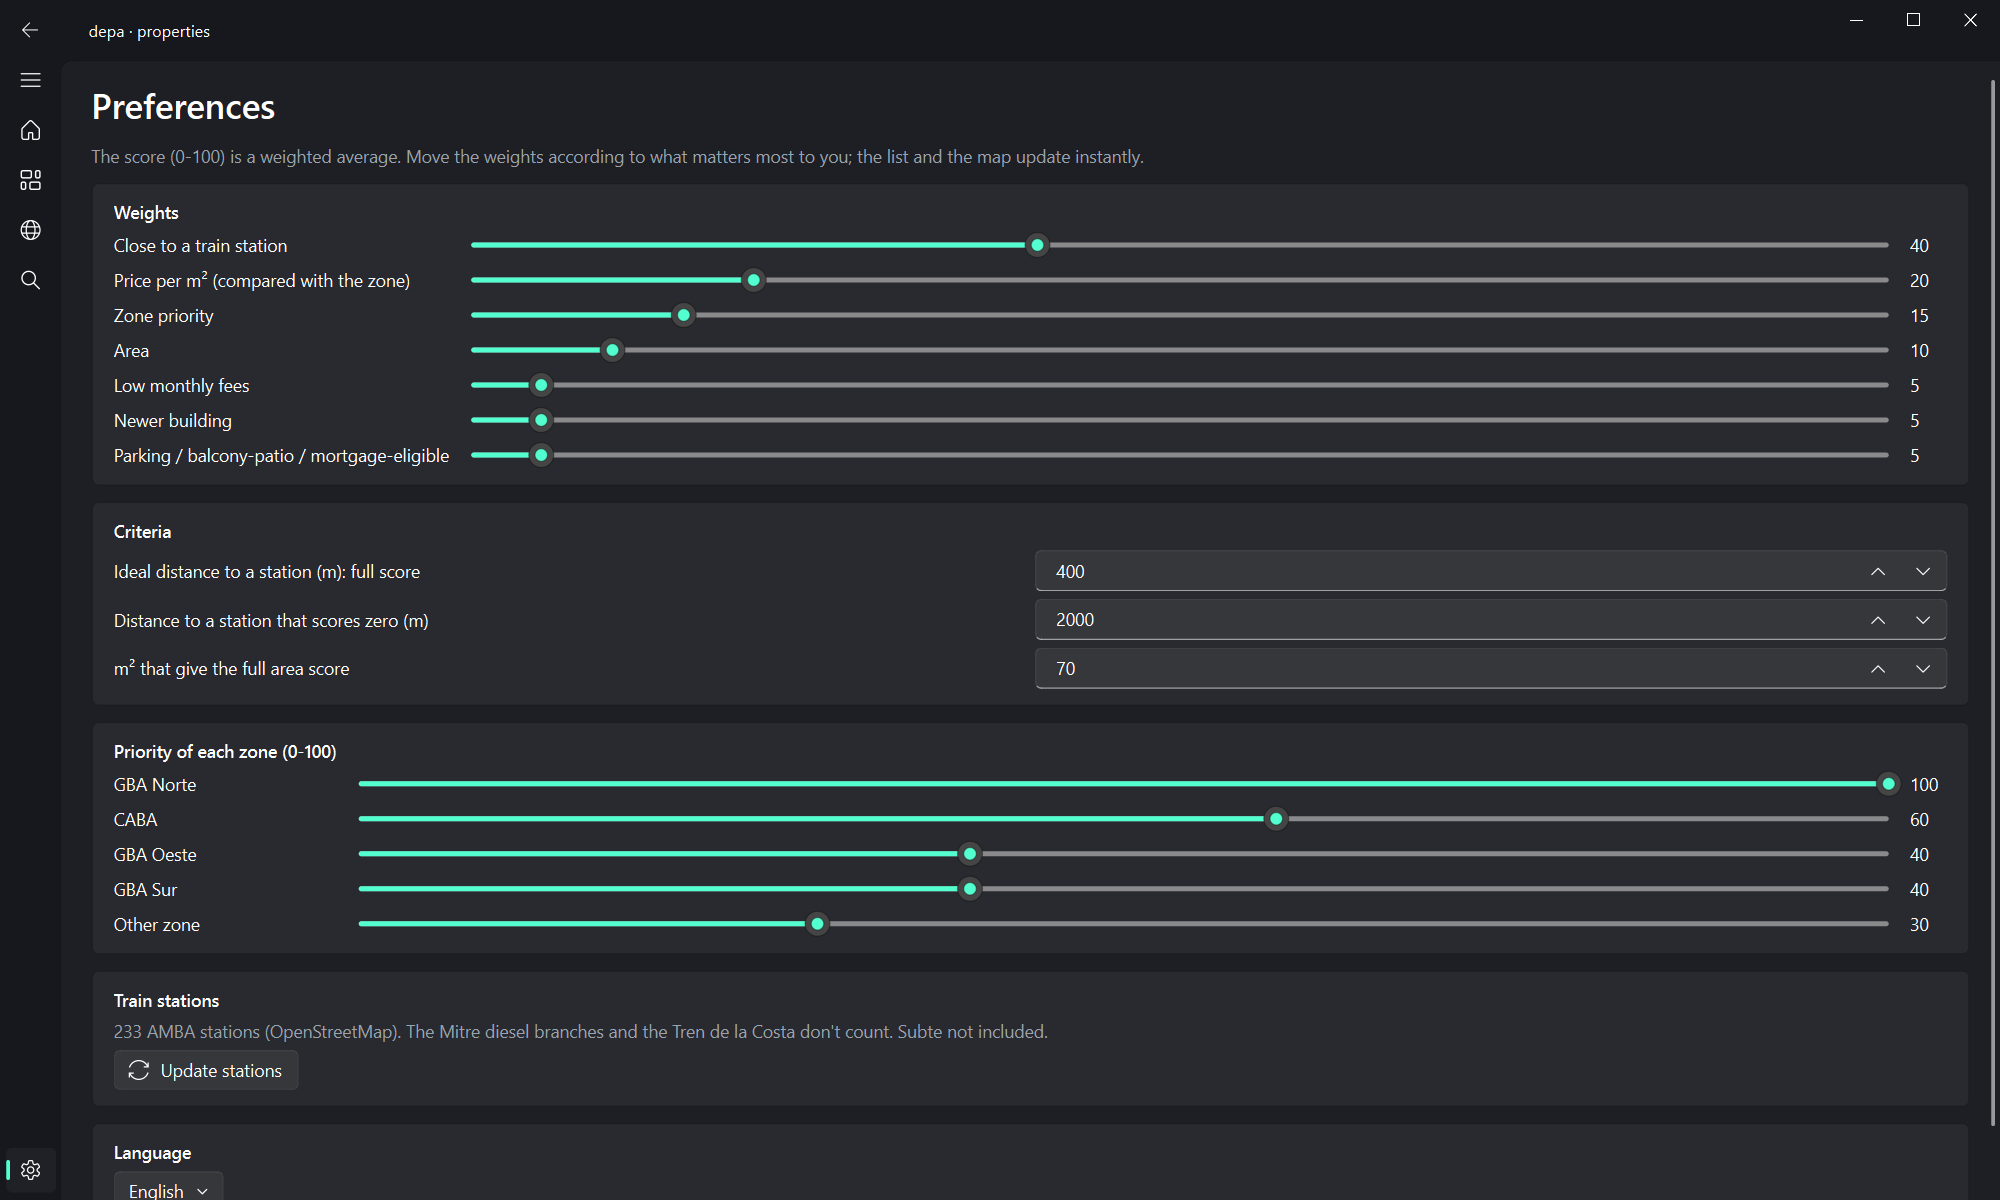 depa · properties
Preferences
The score (0-100) is a weighted average. Move the weights according to what matters most to you; the list and the map update instantly.
Weights
Close to a train station 40
Price per m² (compared with the zone) 20
Zone priority 15
Area 10
Low monthly fees 5
Newer building 5
Parking / balcony-patio / mortgage-eligible 5
Criteria
Ideal distance to a station (m): full score 400
Distance to a station that scores zero (m) 2000
m² that give the full area score 70
Priority of each zone (0-100)
GBA Norte 100
CABA 60
GBA Oeste 40
GBA Sur 40
Other zone 30
Train stations
233 AMBA stations (OpenStreetMap). The Mitre diesel branches and the Tren de la Costa don't count. Subte not included.
Update stations
Language
English